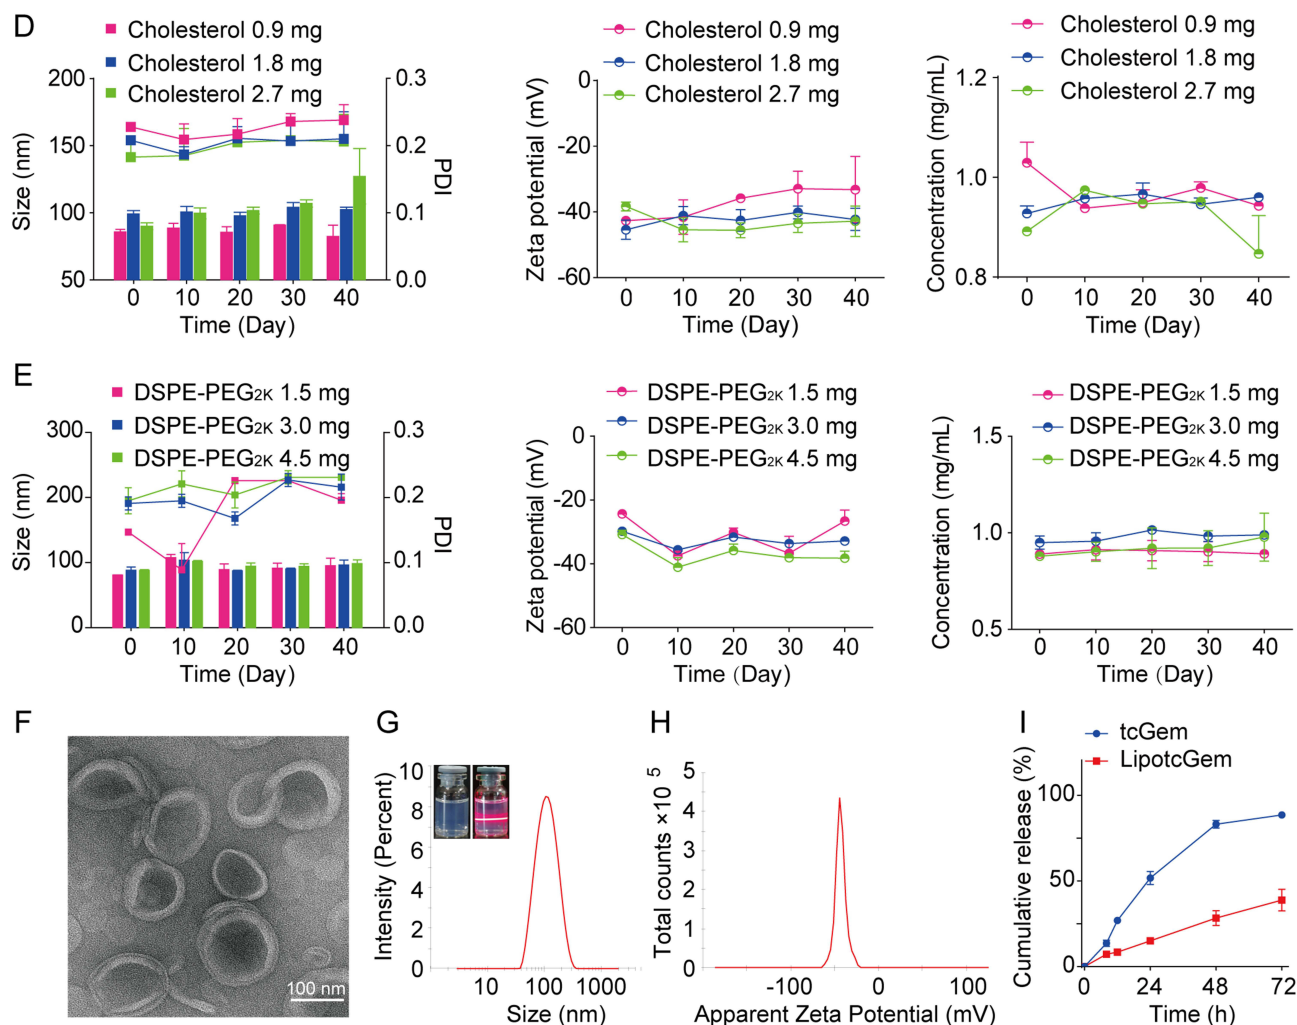 D
Cholesterol 0.9 mg
Cholesterol 1.8 mg
Cholesterol 2.7 mg
200
150
100
50
Size (nm)
0.3
0.2
0.1
0.0
PDI
0 10 20 30 40
Time (Day)
Cholesterol 0.9 mg
Cholesterol 1.8 mg
Cholesterol 2.7 mg
0
-20
-40
-60
Zeta potential (mV)
0 10 20 30 40
Time (Day)
Cholesterol 0.9 mg
Cholesterol 1.8 mg
Cholesterol 2.7 mg
1.2
1.0
0.8
Concentration (mg/mL)
0 10 20 30 40
Time (Day)
E
DSPE-PEG2K 1.5 mg
DSPE-PEG2K 3.0 mg
DSPE-PEG2K 4.5 mg
300
200
100
0
Size (nm)
0.3
0.2
0.1
0.0
PDI
0 10 20 30 40
Time (Day)
DSPE-PEG2K 1.5 mg
DSPE-PEG2K 3.0 mg
DSPE-PEG2K 4.5 mg
0
-20
-40
-60
Zeta potential (mV)
0 10 20 30 40
Time (Day)
DSPE-PEG2K 1.5 mg
DSPE-PEG2K 3.0 mg
DSPE-PEG2K 4.5 mg
1.5
1.0
0.5
Concentration (mg/mL)
0 10 20 30 40
Time (Day)
F
100 nm
G
10
8
6
4
2
0
Intensity (Percent)
10 100 1000
Size (nm)
H
5
4
3
2
1
0
Total counts ×10 5
-100 0 100
Apparent Zeta Potential (mV)
I
tcGem
LipotcGem
100
50
0
Cumulative release (%)
0 24 48 72
Time (h)